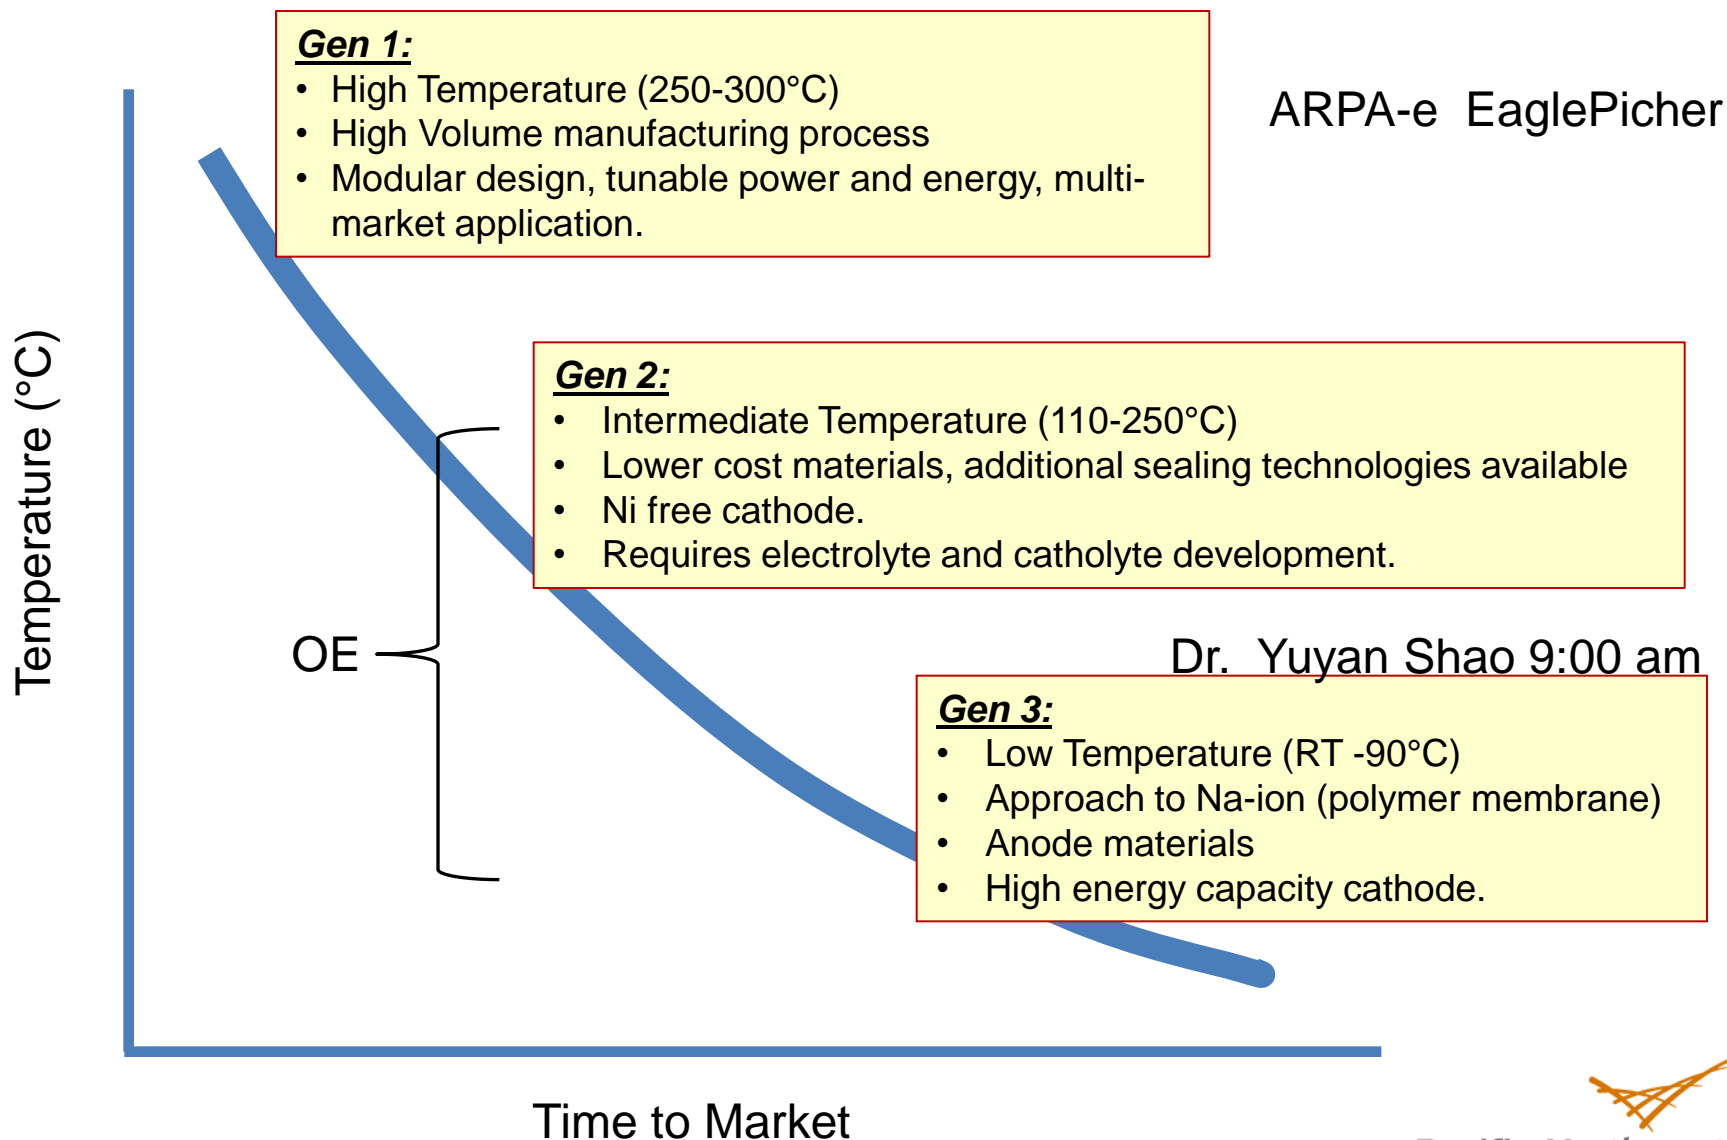 Gen 1:
• High Temperature (250-300°C)
• High Volume manufacturing process
• Modular design, tunable power and energy, multi-
market application.
ARPA-e EaglePicher
Temperature (°C)
Gen 2:
• Intermediate Temperature (110-250°C)
• Lower cost materials, additional sealing technologies available
• Ni free cathode.
• Requires electrolyte and catholyte development.
OE
Dr. Yuyan Shao 9:00 am
Gen 3:
• Low Temperature (RT -90°C)
• Approach to Na-ion (polymer membrane)
• Anode materials
• High energy capacity cathode.
Time to Market